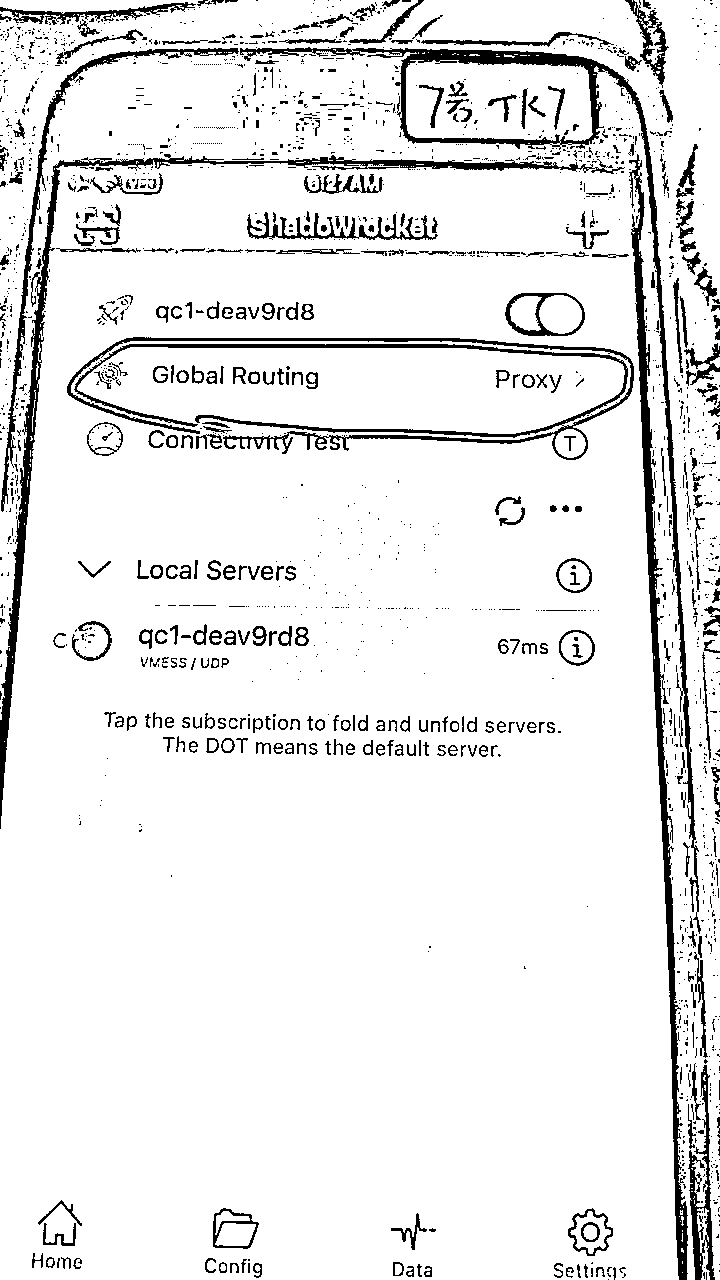 7号. TK7.
VPN
8:27AM
Shadowrocket
qc1-deav9rd8
Global Routing Proxy
Connectivity Test T
Local Servers
qc1-deav9rd8 67ms
VMESS / UDP
Tap the subscription to fold and unfold servers.
The DOT means the default server.
Home Config Data Settings